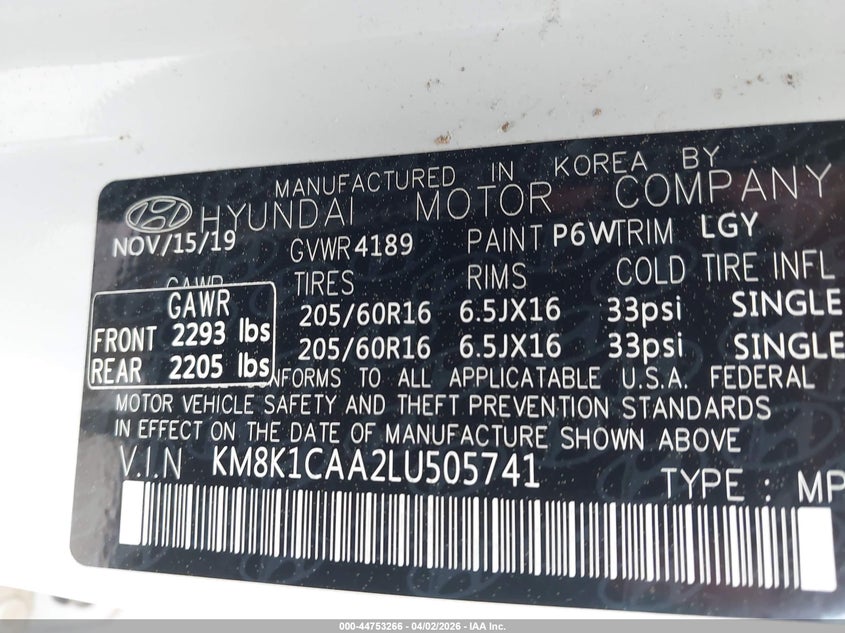 MANUFACTURED IN KOREA BY
HYUNDAI MOTOR COMPANY
NOV/15/19 GVWR 4189 PAINT P6W TRIM LGY
GAWR TIRES RIMS COLD TIRE INFL
GAWR
FRONT 2293 lbs 205/60R16 6.5JX16 33psi SINGLE
REAR 2205 lbs 205/60R16 6.5JX16 33psi SINGLE
NFORMS TO ALL APPLICATABLE U.S.A. FEDERAL
MOTOR VEHICLE SAFETY AND THEFT PREVENTION STANDARDS
IN EFFECT ON THE DATE OF MANUFACTURE SHOWN ABOVE
V.I.N KM8K1CAA2LU505741 TYPE : MP
000-44753266 - 04/02/2026 - IAA Inc.